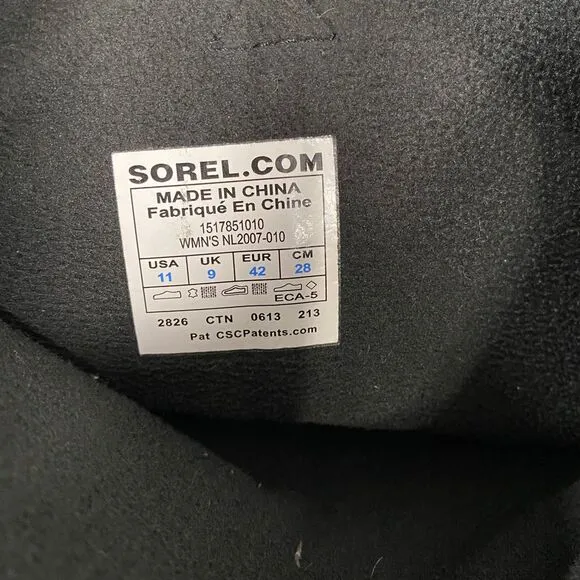 SOREL.COM
MADE IN CHINA
Fabriqué En Chine
1517851010
WMN'S NL2007-010
USA UK EUR CM
11 9 42 28
ECA-5
2826 CTN 0613 213
Pat CSCPatents.com